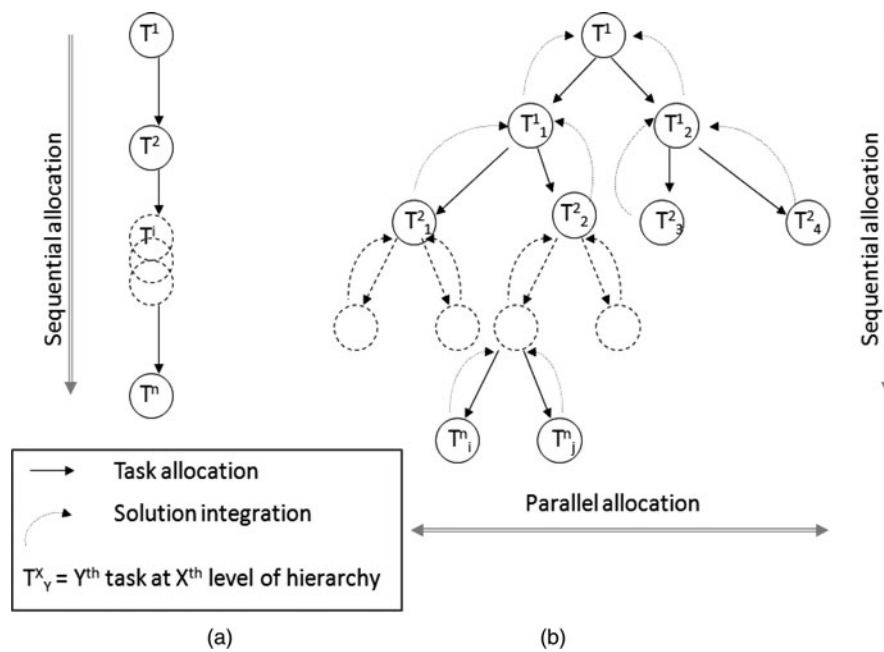 Sequential allocation
T¹
T²
Tⁱ
Tⁿ
T¹
T¹₁
T¹₂
T²₁
T²₂
T²₃
T²₄
Tⁿᵢ
Tⁿⱼ
Sequential allocation
Parallel allocation
Task allocation
Solution integration
Tˣᵧ = Yᵗʰ task at Xᵗʰ level of hierarchy
(a)
(b)